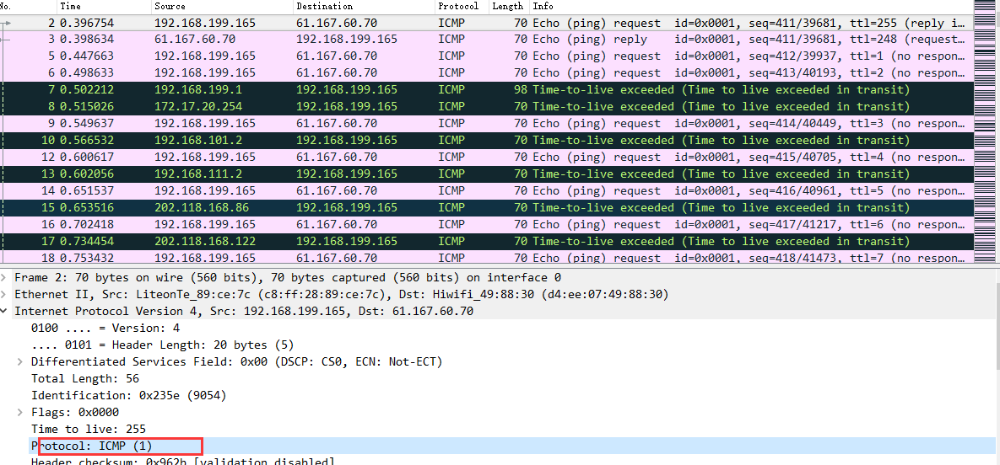 No. Time Source Destination Protocol Length Info
2 0.396754 192.168.199.165 61.167.60.70 ICMP 70 Echo (ping) request id=0x0001, seq=411/39681, ttl=255 (reply i…
3 0.398634 61.167.60.70 192.168.199.165 ICMP 70 Echo (ping) reply id=0x0001, seq=411/39681, ttl=248 (request…
5 0.447663 192.168.199.165 61.167.60.70 ICMP 70 Echo (ping) request id=0x0001, seq=412/39937, ttl=1 (no respon…
6 0.498633 192.168.199.165 61.167.60.70 ICMP 70 Echo (ping) request id=0x0001, seq=413/40193, ttl=2 (no respon…
7 0.502212 192.168.199.1 192.168.199.165 ICMP 98 Time-to-live exceeded (Time to live exceeded in transit)
8 0.515026 172.17.20.254 192.168.199.165 ICMP 70 Time-to-live exceeded (Time to live exceeded in transit)
9 0.549637 192.168.199.165 61.167.60.70 ICMP 70 Echo (ping) request id=0x0001, seq=414/40449, ttl=3 (no respon…
10 0.566532 192.168.101.2 192.168.199.165 ICMP 70 Time-to-live exceeded (Time to live exceeded in transit)
12 0.600617 192.168.199.165 61.167.60.70 ICMP 70 Echo (ping) request id=0x0001, seq=415/40705, ttl=4 (no respon…
13 0.602056 192.168.111.2 192.168.199.165 ICMP 70 Time-to-live exceeded (Time to live exceeded in transit)
14 0.651537 192.168.199.165 61.167.60.70 ICMP 70 Echo (ping) request id=0x0001, seq=416/40961, ttl=5 (no respon…
15 0.653516 202.118.168.86 192.168.199.165 ICMP 70 Time-to-live exceeded (Time to live exceeded in transit)
16 0.702418 192.168.199.165 61.167.60.70 ICMP 70 Echo (ping) request id=0x0001, seq=417/41217, ttl=6 (no respon…
17 0.734454 202.118.168.122 192.168.199.165 ICMP 70 Time-to-live exceeded (Time to live exceeded in transit)
18 0.753432 192.168.199.165 61.167.60.70 ICMP 70 Echo (ping) request id=0x0001, seq=418/41473, ttl=7 (no respon…
Frame 2: 70 bytes on wire (560 bits), 70 bytes captured (560 bits) on interface 0
Ethernet II, Src: LiteonTe_89:ce:7c (c8:ff:28:89:ce:7c), Dst: Hiwifi_49:88:30 (d4:ee:07:49:88:30)
Internet Protocol Version 4, Src: 192.168.199.165, Dst: 61.167.60.70
0100 .... = Version: 4
.... 0101 = Header Length: 20 bytes (5)
Differentiated Services Field: 0x00 (DSCP: CS0, ECN: Not-ECT)
Total Length: 56
Identification: 0x235e (9054)
Flags: 0x0000
Time to live: 255
Protocol: ICMP (1)
Header checksum: 0x962b [validation disabled]